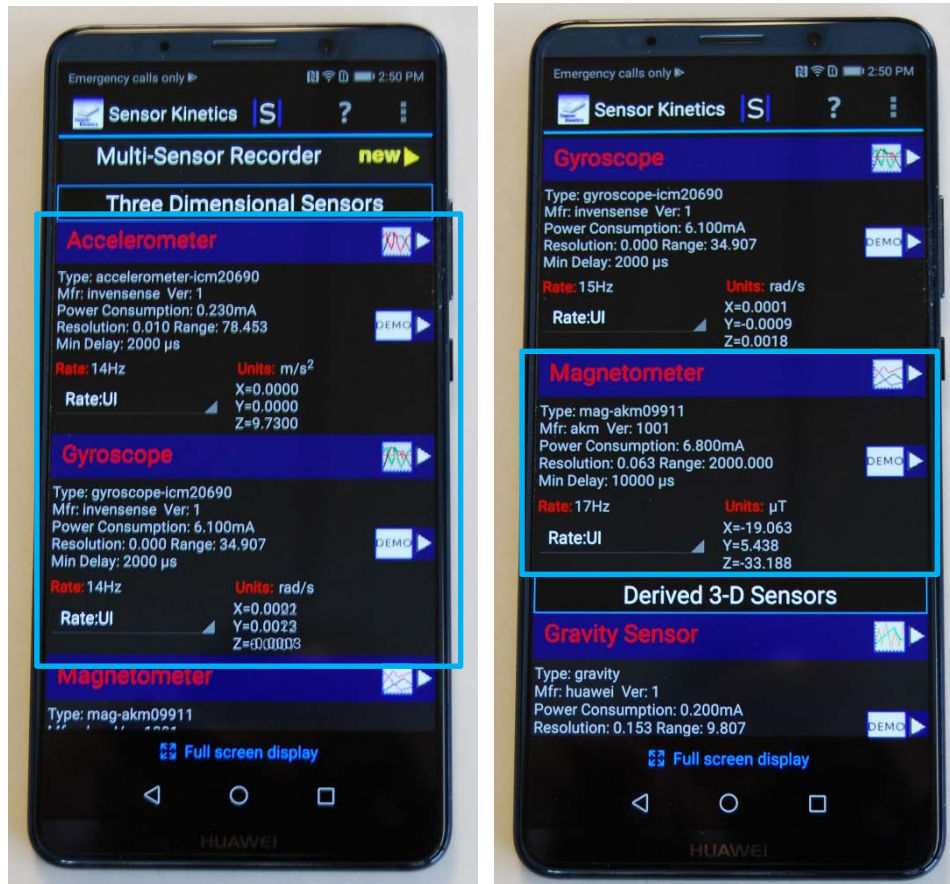 Emergency calls only 2:50 PM
Sensor Kinetics |S| ?
Multi-Sensor Recorder new
Three Dimensional Sensors
Accelerometer
Type: accelerometer-icm20690
Mfr: invensense Ver: 1
Power Consumption: 0.230mA
Resolution: 0.010 Range: 78.453
DEMO
Min Delay: 2000 µs
Rate: 14Hz Units: m/s²
Rate:UI
X=0.0000
Y=0.0000
Z=9.7300
Gyroscope
Type: gyroscope-icm20690
Mfr: invensense Ver: 1
Power Consumption: 6.100mA
Resolution: 0.000 Range: 34.907
DEMO
Min Delay: 2000 µs
Rate: 14Hz Units: rad/s
Rate:UI
Magnetometer
Type: mag-akm09911
Full screen display
HUAWEI
Emergency calls only 2:50 PM
Sensor Kinetics |S| ?
Gyroscope
Type: gyroscope-icm20690
Mfr: invensense Ver: 1
Power Consumption: 6.100mA
Resolution: 0.000 Range: 34.907
DEMO
Min Delay: 2000 µs
Rate: 15Hz Units: rad/s
Rate:UI
X=0.0001
Y=-0.0009
Z=0.0018
Magnetometer
Type: mag-akm09911
Mfr: akm Ver: 1001
Power Consumption: 6.800mA
Resolution: 0.063 Range: 2000.000
DEMO
Min Delay: 10000 µs
Rate: 17Hz Units: µT
Rate:UI
X=-19.063
Y=5.438
Z=-33.188
Derived 3-D Sensors
Gravity Sensor
Type: gravity
Mfr: huawei Ver: 1
Power Consumption: 0.200mA
Resolution: 0.153 Range: 9.807
DEMO
Full screen display
HUAWEI